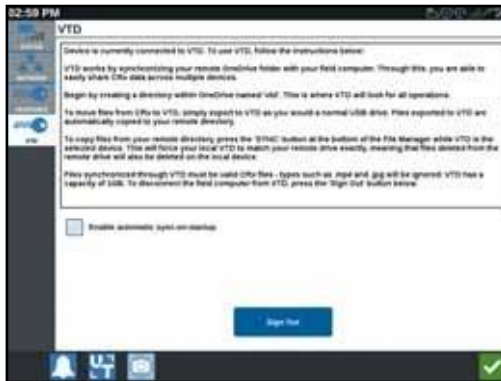 02:59 PM
VTD
Device is currently connected to VTD. To use VTD, follow the instructions below:
VTD works by synchronizing your remote OneDrive folder with your field computer. Through this, you are able to
easily share CRx data across multiple devices.
Begin by creating a directory within OneDrive named 'vtd'. This is where VTD will look for all operations.
To move files from CRx to VTD, simply export to VTD as you would a normal USB drive. Files exported to VTD are
automatically copied to your remote directory.
To copy files from your remote directory, press the 'SYNC' button at the bottom of the File Manager while VTD is the
selected device. This will force your local VTD to match your remote drive exactly, meaning that files deleted from the
remote drive will also be deleted on the local device.
Files synchronized through VTD must be valid CRx files - types such as .mp4 and .jpg will be ignored. VTD has a
capacity of 1GB. To disconnect the field computer from VTD, press the 'Sign Out' button below.
Enable automatic sync on startup
Sign Out
UT